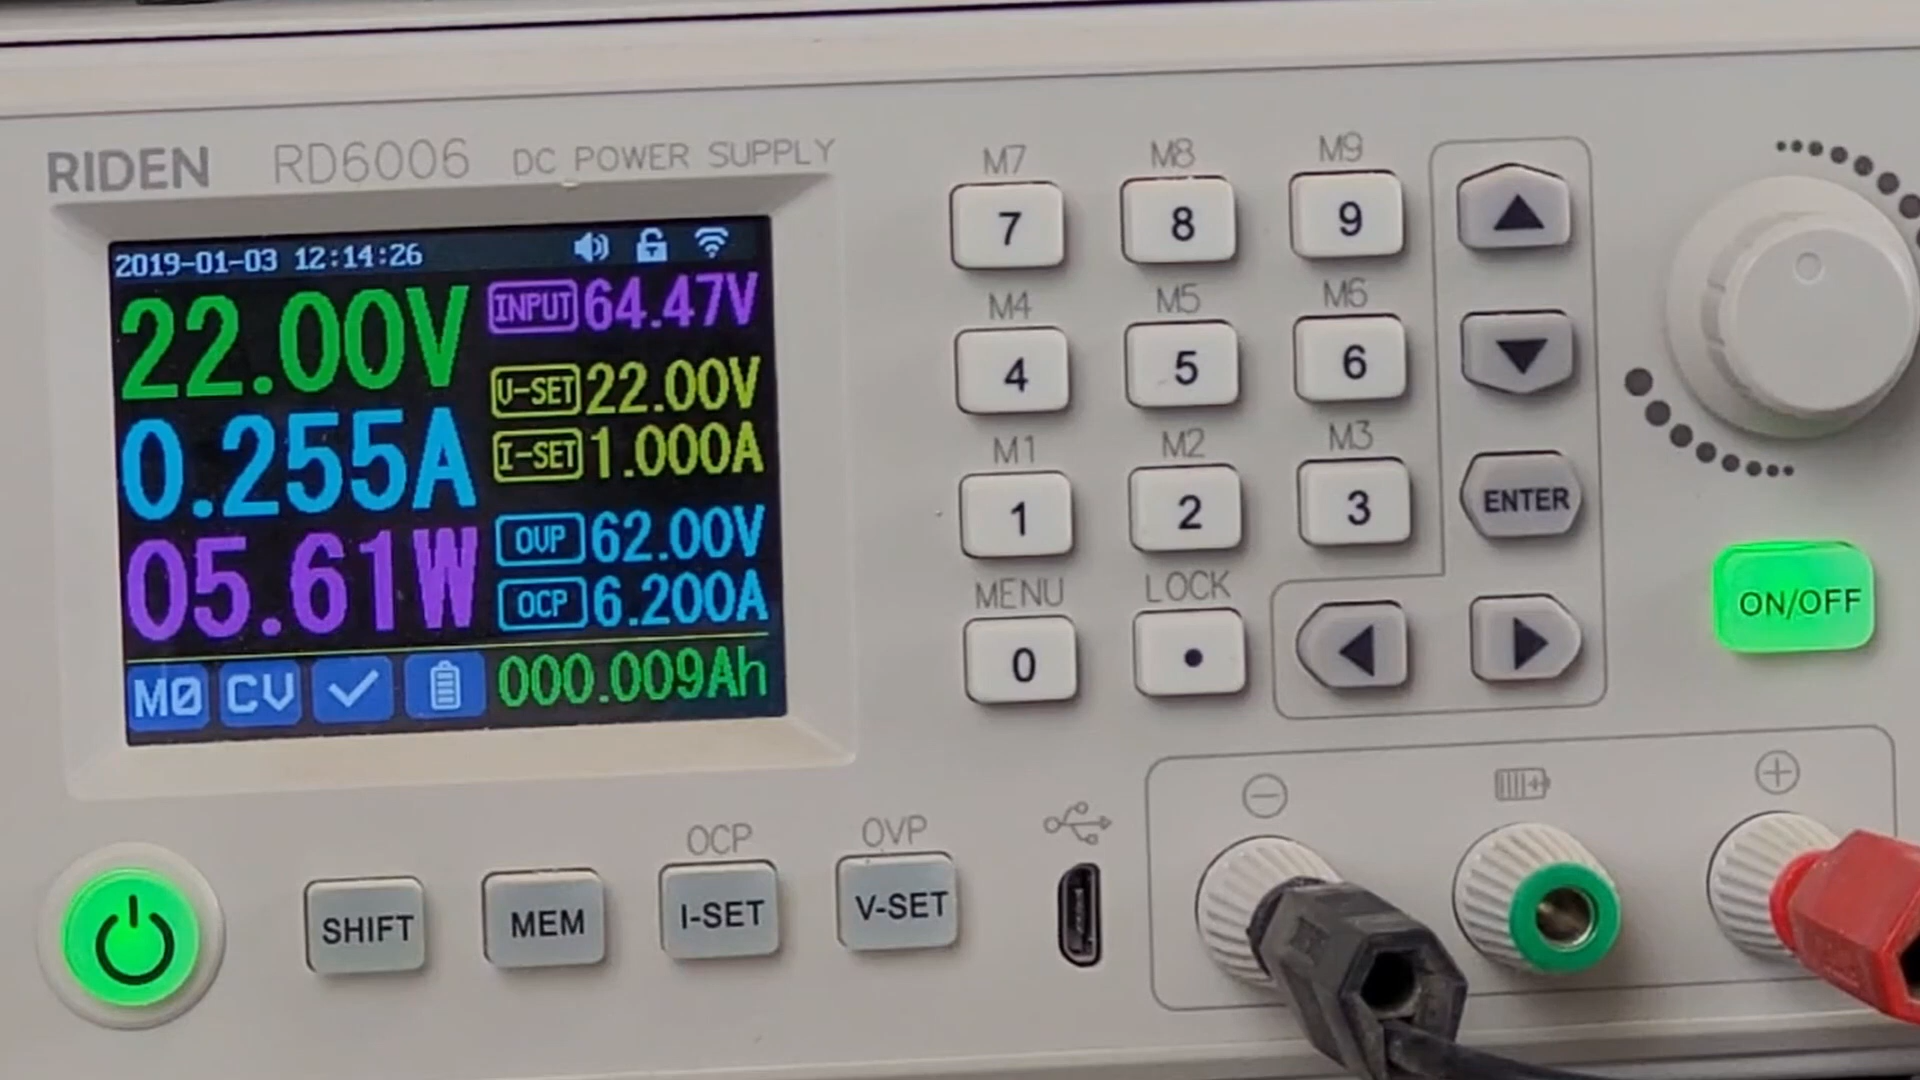 RIDEN RD6006 DC POWER SUPPLY
2019-01-03 12:14:26
22.00V
0.255A
05.61W
INPUT 64.47V
V-SET 22.00V
I-SET 1.000A
OVP 62.00V
OCP 6.200A
M0 CV 000.009Ah
M7 M8 M9
7 8 9
M4 M5 M6
4 5 6
M1 M2 M3
1 2 3
MENU LOCK
0 •
ENTER
ON/OFF
OCP OVP
SHIFT MEM I-SET V-SET